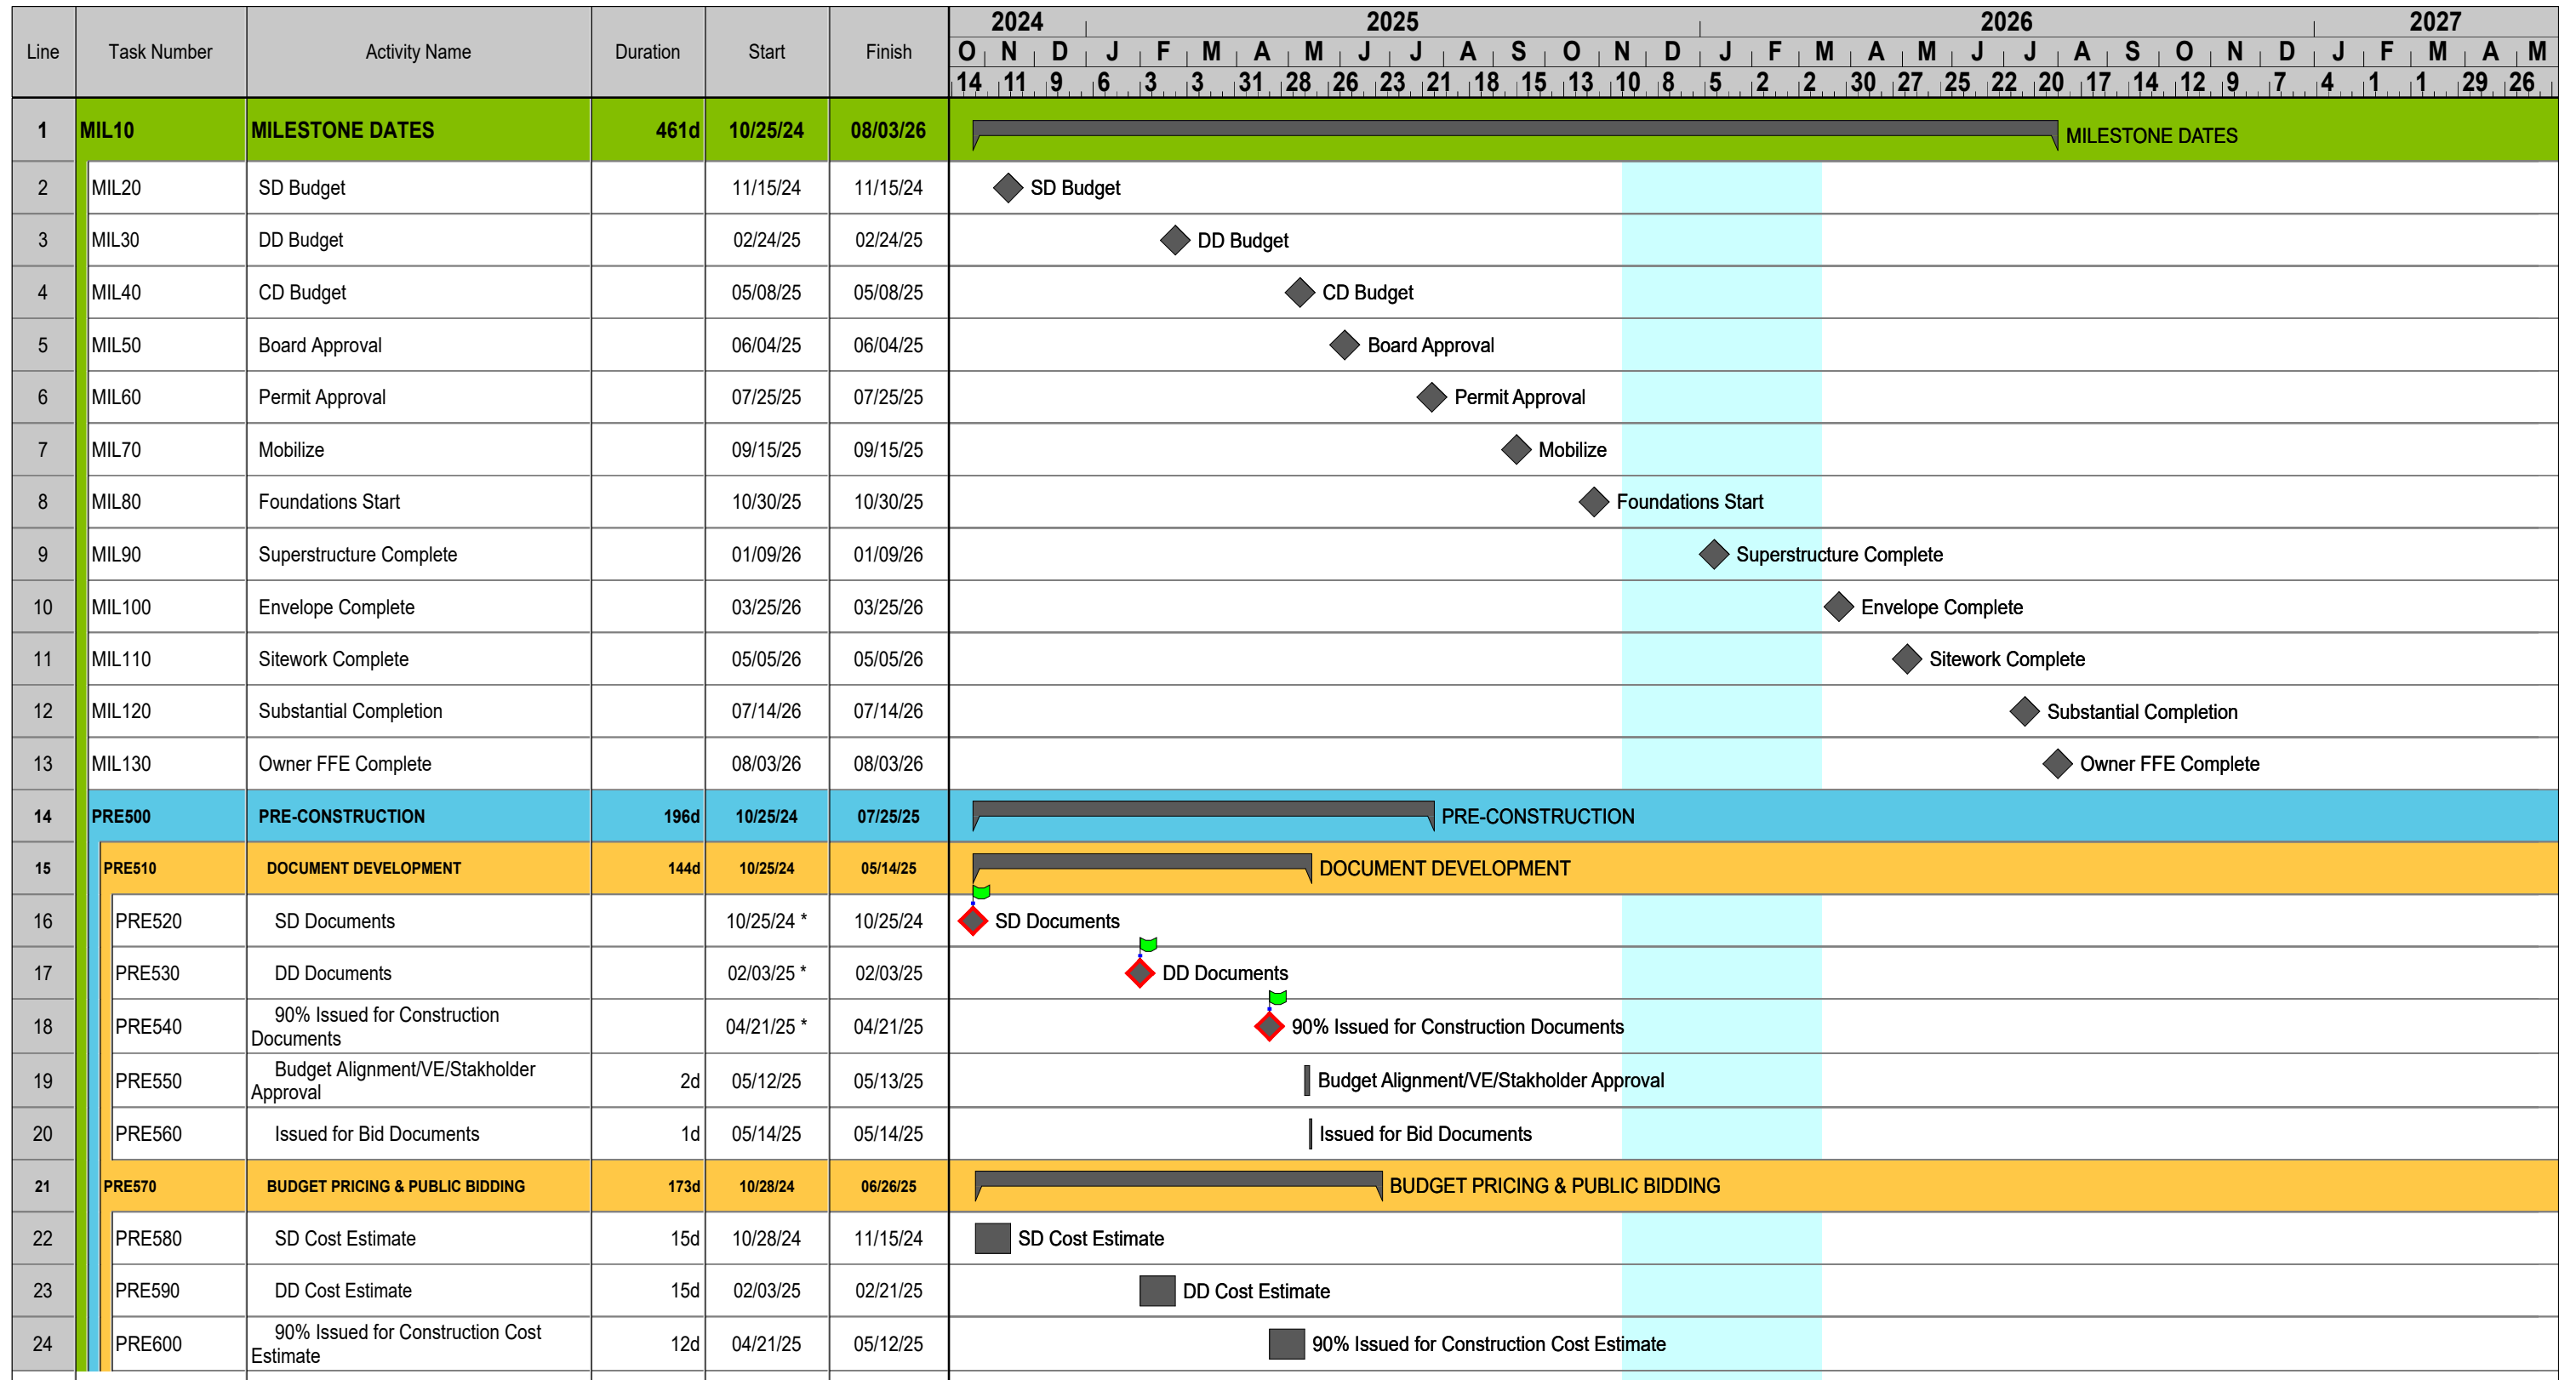 2024 2025 2026 2027
Line Task Number Activity Name Duration Start Finish
O N D J F M A M J J A S O N D J F M A M J J A S O N D J F M A M
14 11 9 6 3 3 31 28 26 23 21 18 15 13 10 8 5 2 2 30 27 25 22 20 17 14 12 9 7 4 1 1 29 26
1 MIL10 MILESTONE DATES 461d 10/25/24 08/03/26 MILESTONE DATES
2 MIL20 SD Budget 11/15/24 11/15/24 SD Budget
3 MIL30 DD Budget 02/24/25 02/24/25 DD Budget
4 MIL40 CD Budget 05/08/25 05/08/25 CD Budget
5 MIL50 Board Approval 06/04/25 06/04/25 Board Approval
6 MIL60 Permit Approval 07/25/25 07/25/25 Permit Approval
7 MIL70 Mobilize 09/15/25 09/15/25 Mobilize
8 MIL80 Foundations Start 10/30/25 10/30/25 Foundations Start
9 MIL90 Superstructure Complete 01/09/26 01/09/26 Superstructure Complete
10 MIL100 Envelope Complete 03/25/26 03/25/26 Envelope Complete
11 MIL110 Sitework Complete 05/05/26 05/05/26 Sitework Complete
12 MIL120 Substantial Completion 07/14/26 07/14/26 Substantial Completion
13 MIL130 Owner FFE Complete 08/03/26 08/03/26 Owner FFE Complete
14 PRE500 PRE-CONSTRUCTION 196d 10/25/24 07/25/25 PRE-CONSTRUCTION
15 PRE510 DOCUMENT DEVELOPMENT 144d 10/25/24 05/14/25 DOCUMENT DEVELOPMENT
16 PRE520 SD Documents 10/25/24 * 10/25/24 SD Documents
17 PRE530 DD Documents 02/03/25 * 02/03/25 DD Documents
18 PRE540 90% Issued for Construction
Documents 04/21/25 * 04/21/25 90% Issued for Construction Documents
19 PRE550 Budget Alignment/VE/Stakholder
Approval 2d 05/12/25 05/13/25 Budget Alignment/VE/Stakholder Approval
20 PRE560 Issued for Bid Documents 1d 05/14/25 05/14/25 Issued for Bid Documents
21 PRE570 BUDGET PRICING & PUBLIC BIDDING 173d 10/28/24 06/26/25 BUDGET PRICING & PUBLIC BIDDING
22 PRE580 SD Cost Estimate 15d 10/28/24 11/15/24 SD Cost Estimate
23 PRE590 DD Cost Estimate 15d 02/03/25 02/21/25 DD Cost Estimate
24 PRE600 90% Issued for Construction Cost
Estimate 12d 04/21/25 05/12/25 90% Issued for Construction Cost Estimate